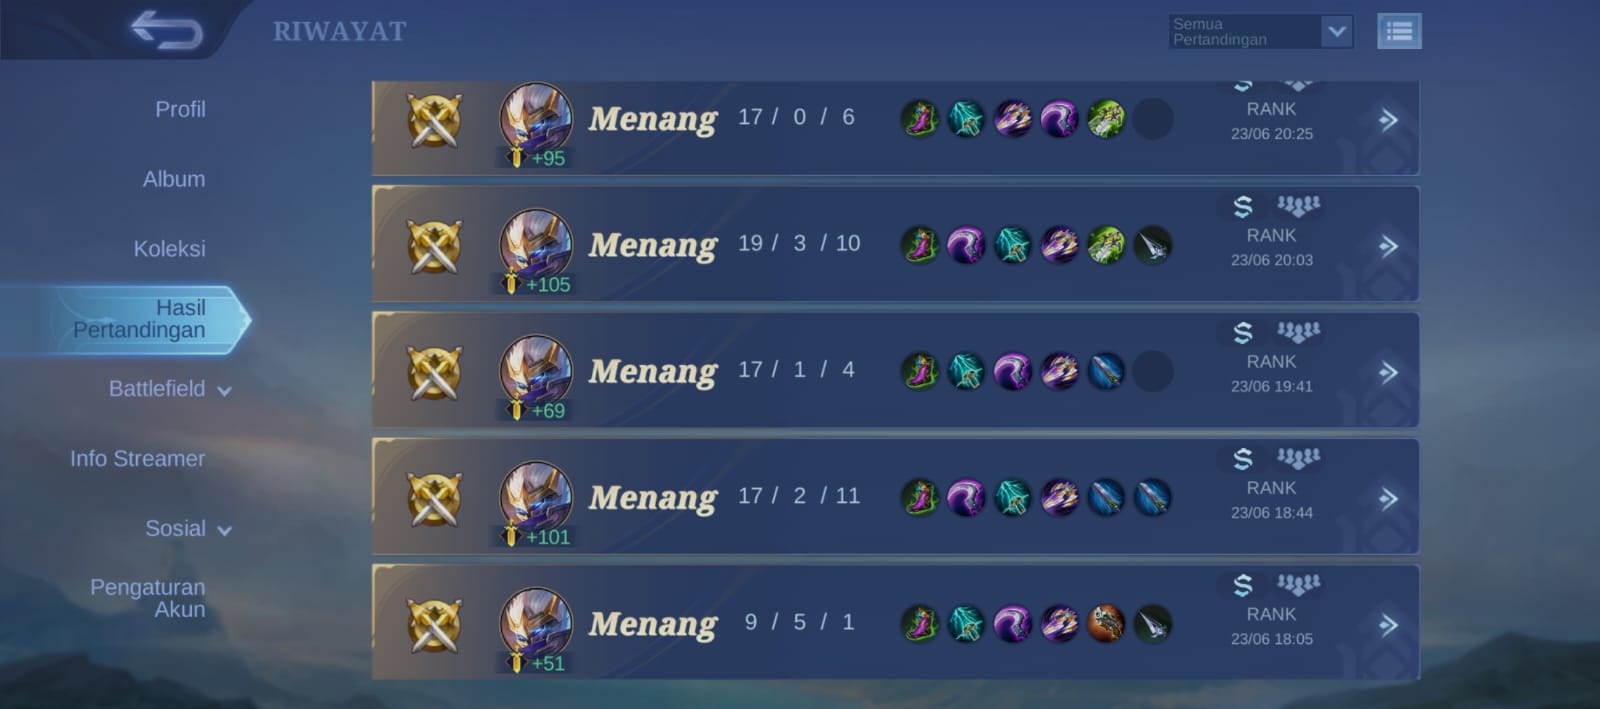 RIWAYAT
Semua
Pertandingan
Profil
Album
Koleksi
Hasil
Pertandingan
Battlefield
Info Streamer
Sosial
Pengaturan
Akun
+95
Menang
17 / 0 / 6
RANK
23/06 20:25
+105
Menang
19 / 3 / 10
RANK
23/06 20:03
+69
Menang
17 / 1 / 4
RANK
23/06 19:41
+101
Menang
17 / 2 / 11
RANK
23/06 18:44
+51
Menang
9 / 5 / 1
RANK
23/06 18:05